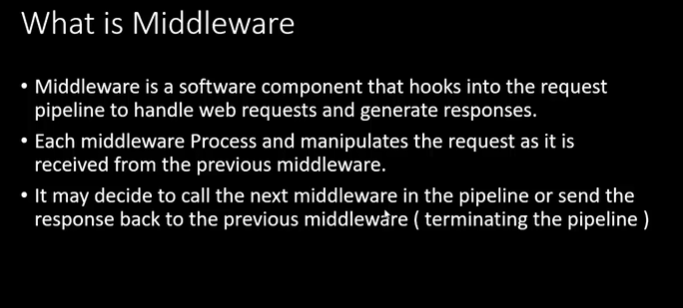 What is Middleware
• Middleware is a software component that hooks into the request
pipeline to handle web requests and generate responses.
• Each middleware Process and manipulates the request as it is
received from the previous middleware.
• It may decide to call the next middleware in the pipeline or send the
response back to the previous middleware ( terminating the pipeline )